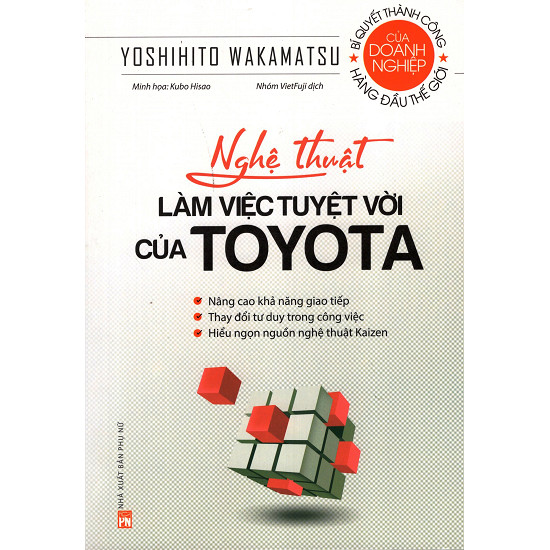 YOSHIHITO WAKAMATSU
Minh họa: Kubo Hisao
Nhóm VietFuji dịch
BÍ QUYẾT THÀNH CÔNG
CỦA
DOANH
NGHIỆP
HÀNG ĐẦU THẾ GIỚI
Nghệ thuật
LÀM VIỆC TUYỆT VỜI
CỦA TOYOTA
Nâng cao khả năng giao tiếp
Thay đổi tư duy trong công việc
Hiểu ngọn nguồn nghệ thuật Kaizen
NHÀ XUẤT BẢN PHỤ NỮ
PN